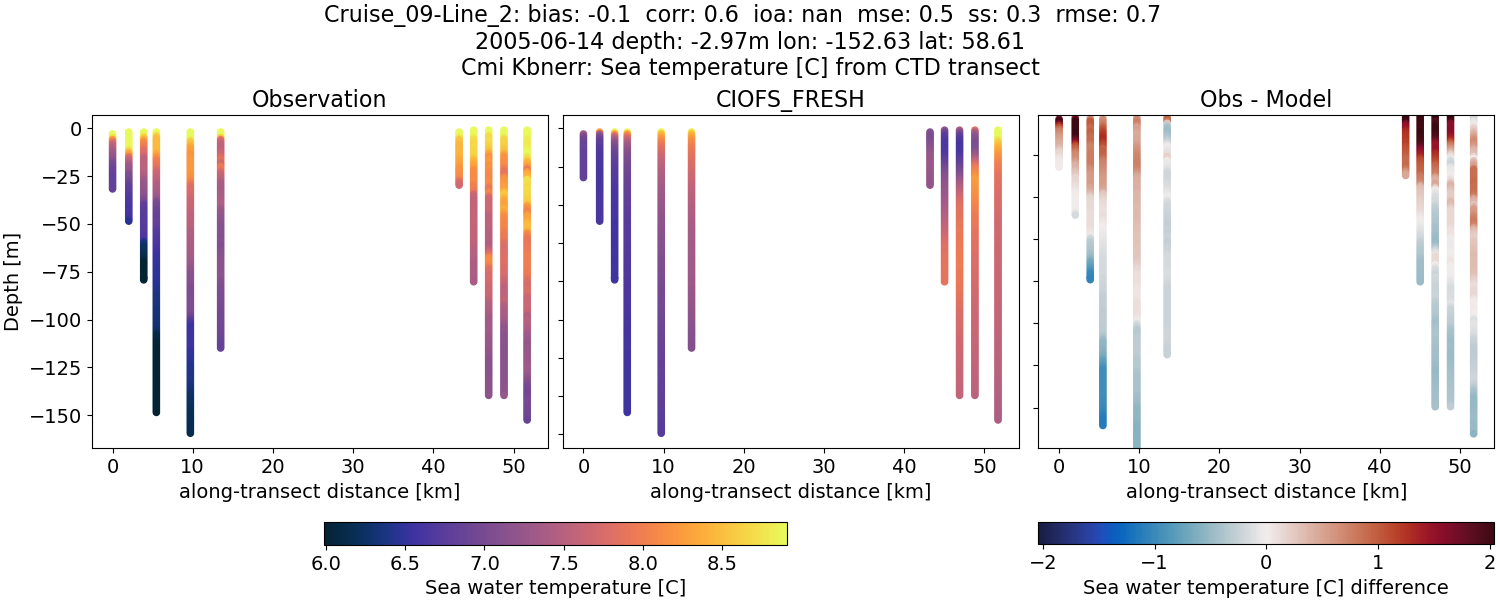 Cruise_09-Line_2: bias: -0.1  corr: 0.6  ioa: nan  mse: 0.5  ss: 0.3  rmse: 0.7
2005-06-14 depth: -2.97m lon: -152.63 lat: 58.61
Cmi Kbnerr: Sea temperature [C] from CTD transect
Observation
CIOFS_FRESH
Obs - Model
Depth [m]
0
−25
−50
−75
−100
−125
−150
0 10 20 30 40 50
0 10 20 30 40 50
0 10 20 30 40 50
along-transect distance [km]
along-transect distance [km]
along-transect distance [km]
6.0 6.5 7.0 7.5 8.0 8.5
Sea water temperature [C]
−2 −1 0 1 2
Sea water temperature [C] difference